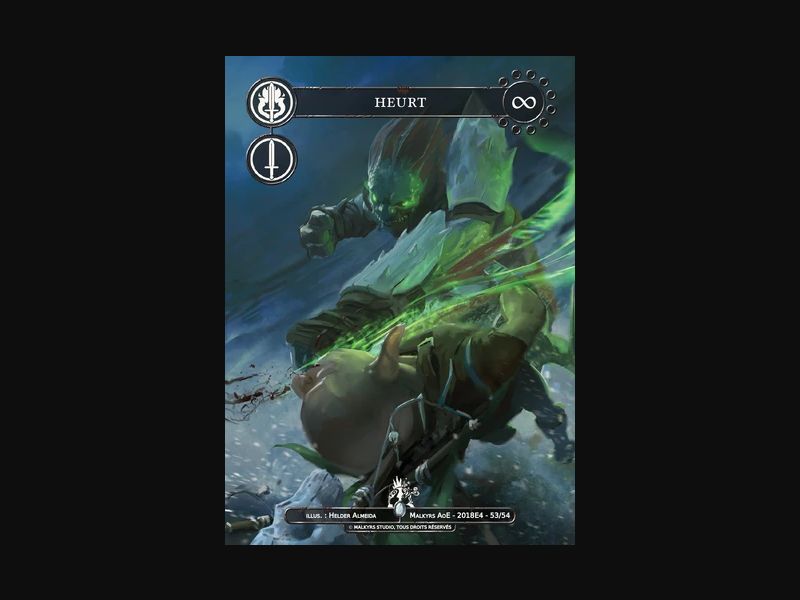 HEURT
∞
illus. : Helder Almeida
Malkyrs AoE - 2018E4 - 53/54
© MALKYRS STUDIO, TOUS DROITS RÉSERVÉS